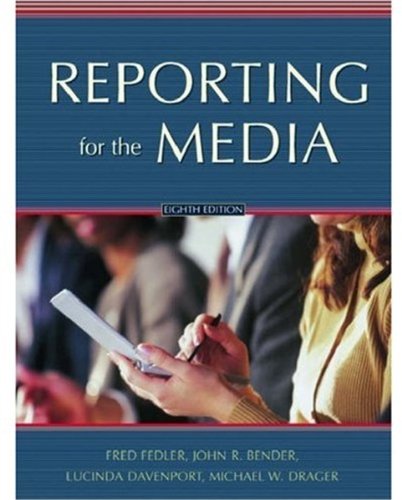 REPORTING
for the MEDIA
EIGHTH EDITION
FRED FEDLER, JOHN R. BENDER,
LUCINDA DAVENPORT, MICHAEL W. DRAGER